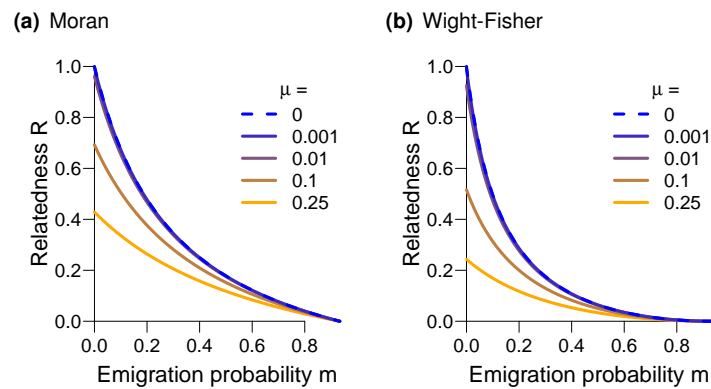 (a) Moran
1.0
0.8
0.6
0.4
0.2
0.0
Relatedness R
μ =
0
0.001
0.01
0.1
0.25
0.0 0.2 0.4 0.6 0.8
Emigration probability m
(b) Wight-Fisher
1.0
0.8
0.6
0.4
0.2
0.0
Relatedness R
μ =
0
0.001
0.01
0.1
0.25
0.0 0.2 0.4 0.6 0.8
Emigration probability m